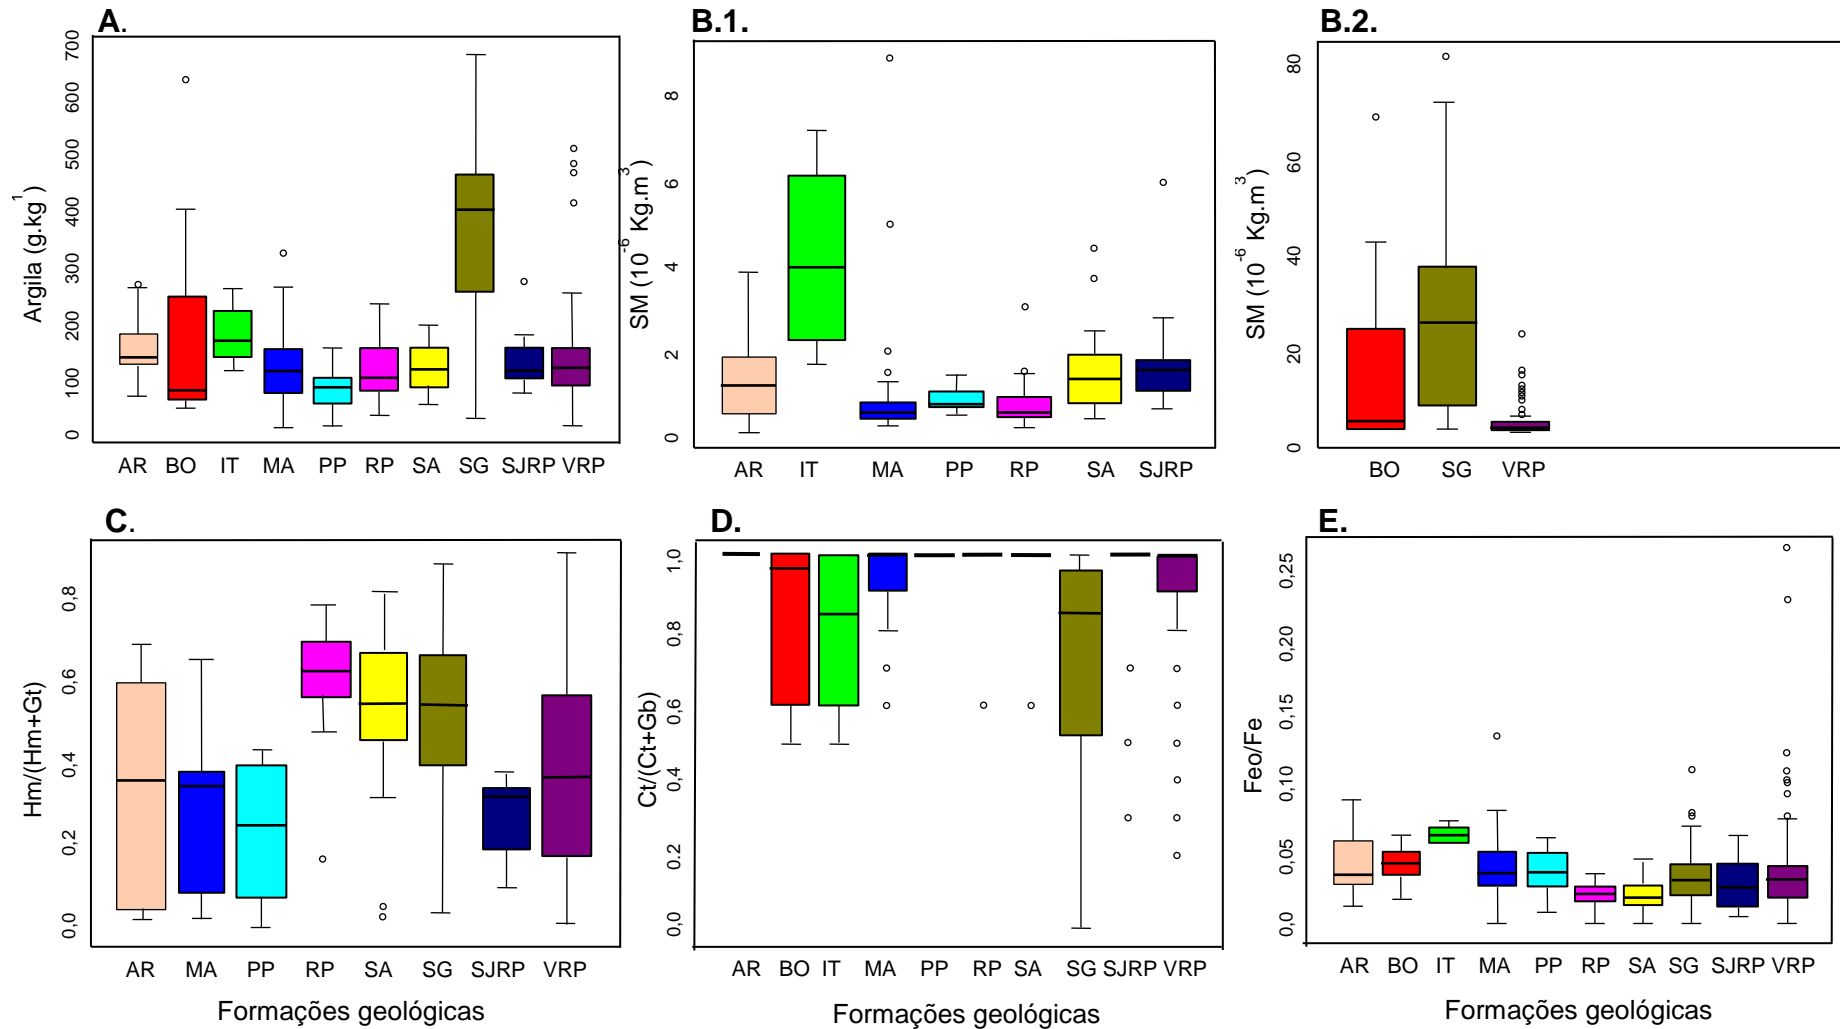 A.
Argila (g.kg1)
700
600
500
400
300
200
100
0
AR BO IT MA PP RP SA SG SJRP VRP
B.1.
SM (10-6 Kg.m3)
8
6
4
2
0
AR IT MA PP RP SA SJRP
B.2.
SM (10-6 Kg.m3)
80
60
40
20
0
BO SG VRP
C.
Hm/(Hm+Gt)
0,8
0,6
0,4
0,2
0,0
AR MA PP RP SA SG SJRP VRP
Formações geológicas
D.
Ct/(Ct+Gb)
1,0
0,8
0,6
0,4
0,2
0,0
AR BO IT MA PP RP SA SG SJRP VRP
Formações geológicas
E.
Feo/Fe
0,25
0,20
0,15
0,10
0,05
0,0
AR BO IT MA PP RP SA SG SJRP VRP
Formações geológicas